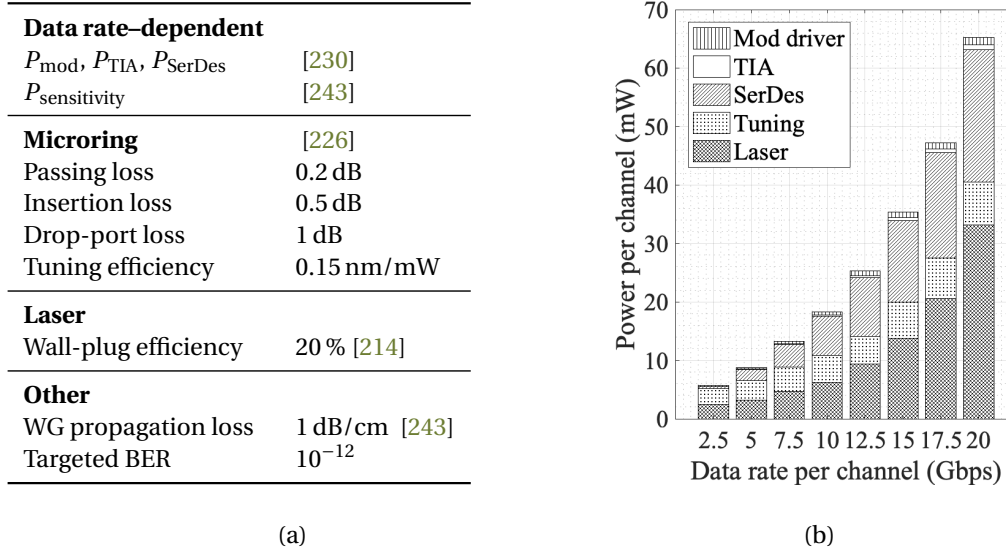 Data rate–dependent
P_mod, P_TIA, P_SerDes [230]
P_sensitivity [243]
Microring [226]
Passing loss 0.2 dB
Insertion loss 0.5 dB
Drop-port loss 1 dB
Tuning efficiency 0.15 nm/mW
Laser
Wall-plug efficiency 20 % [214]
Other
WG propagation loss 1 dB/cm [243]
Targeted BER 10⁻¹²
(a)
Power per channel (mW)
70
60
50
40
30
20
10
0
Mod driver
TIA
SerDes
Tuning
Laser
2.5 5 7.5 10 12.5 15 17.5 20
Data rate per channel (Gbps)
(b)